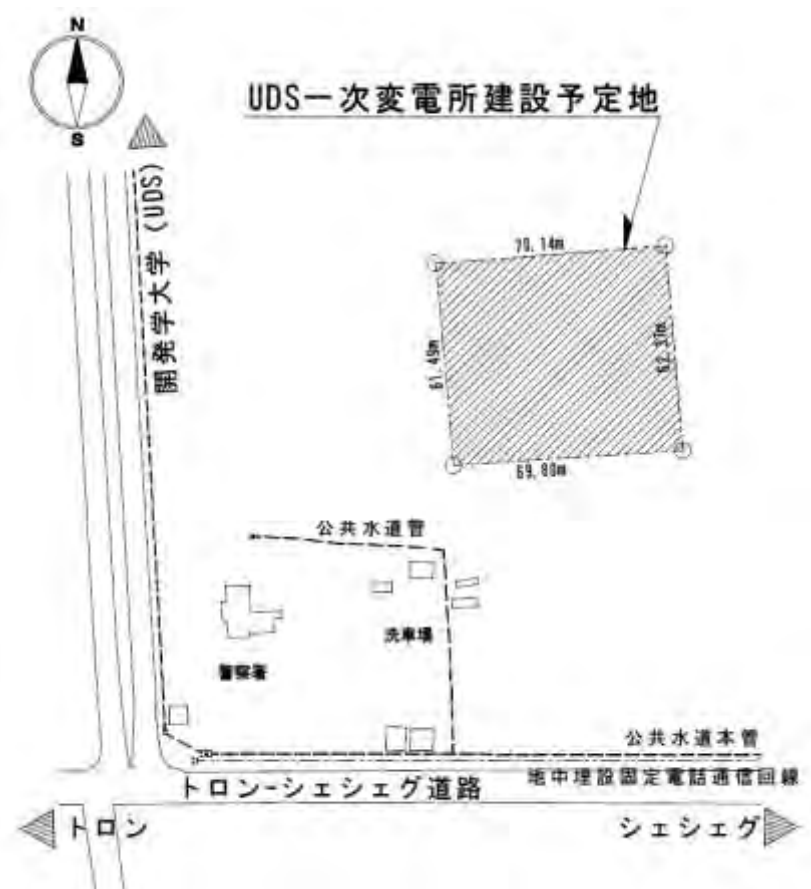 N
S
UDS一次変電所建設予定地
開発学大学 (UDS)
70.14m
61.49m
62.37m
69.80m
公共水道管
洗車場
警察署
公共水道本管
地中埋設固定電話通信回線
トロン-シェシェグ道路
トロン
シェシェグ